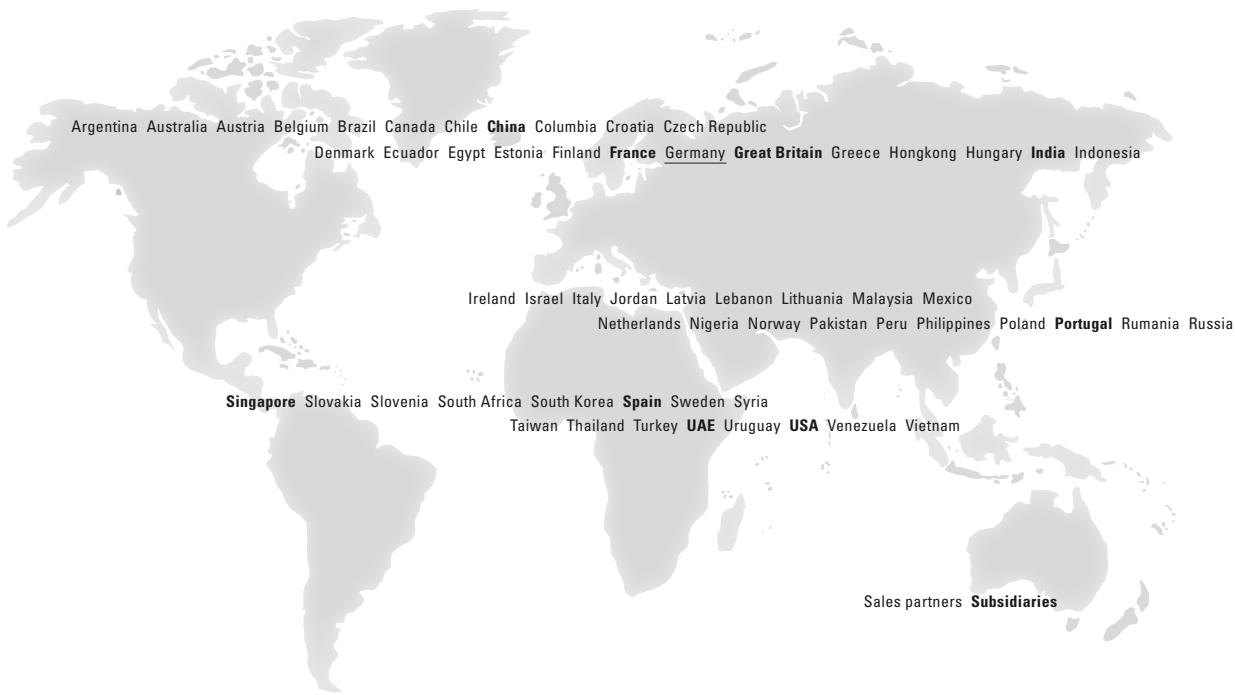 Argentina Australia Austria Belgium Brazil Canada Chile China Columbia Croatia Czech Republic
Denmark Ecuador Egypt Estonia Finland France Germany Great Britain Greece Hongkong Hungary India Indonesia
Ireland Israel Italy Jordan Latvia Lebanon Lithuania Malaysia Mexico
Netherlands Nigeria Norway Pakistan Peru Philippines Poland Portugal Rumania Russia
Singapore Slovakia Slovenia South Africa South Korea Spain Sweden Syria
Taiwan Thailand Turkey UAE Uruguay USA Venezuela Vietnam
Sales partners Subsidiaries